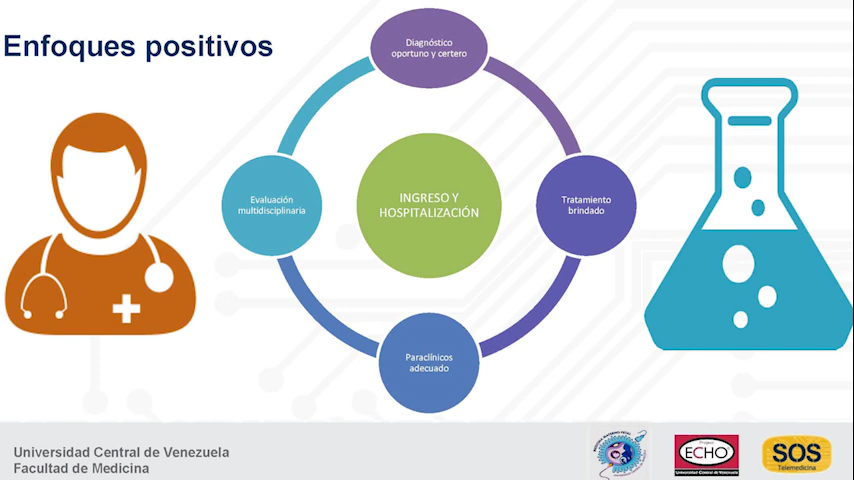 Enfoques positivos
Diagnóstico
oportuno y certero
Evaluación
multidisciplinaria
INGRESO Y
HOSPITALIZACIÓN
Tratamiento
brindado
Paraclínicos
adecuado
Universidad Central de Venezuela
Facultad de Medicina
ECHO
Universidad Central de Venezuela
SOS
Telemedicina